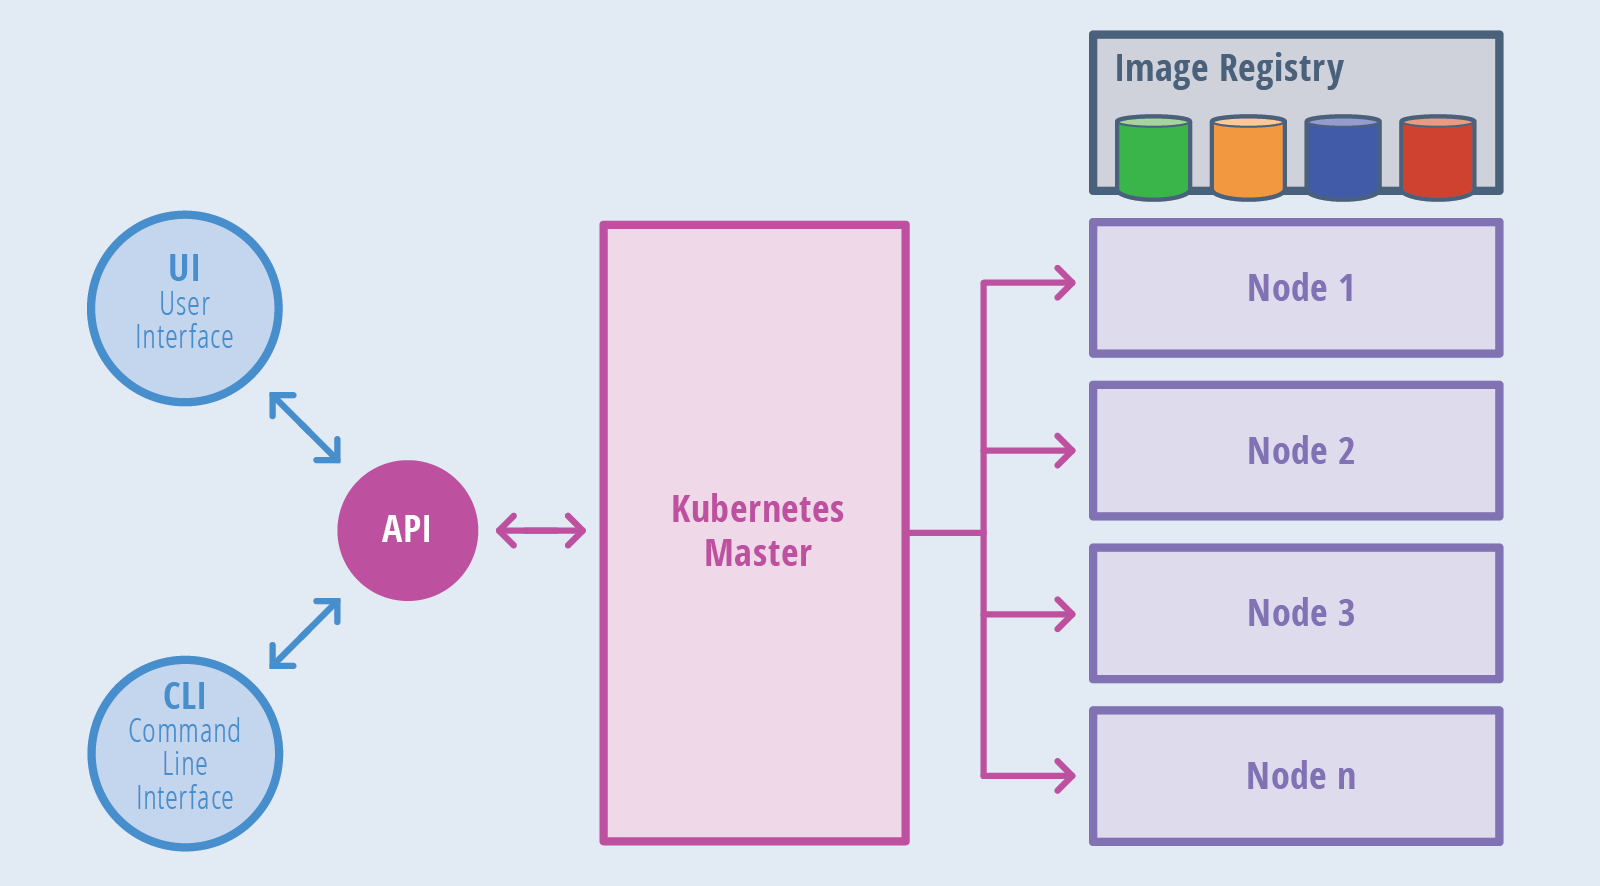 UI
User
Interface
API
CLI
Command
Line
Interface
Kubernetes
Master
Image Registry
Node 1
Node 2
Node 3
Node n